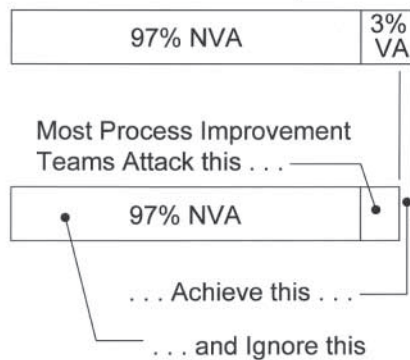 97% NVA
3%
VA
Most Process Improvement
Teams Attack this . . .
97% NVA
. . . Achieve this . . .
. . . and Ignore this